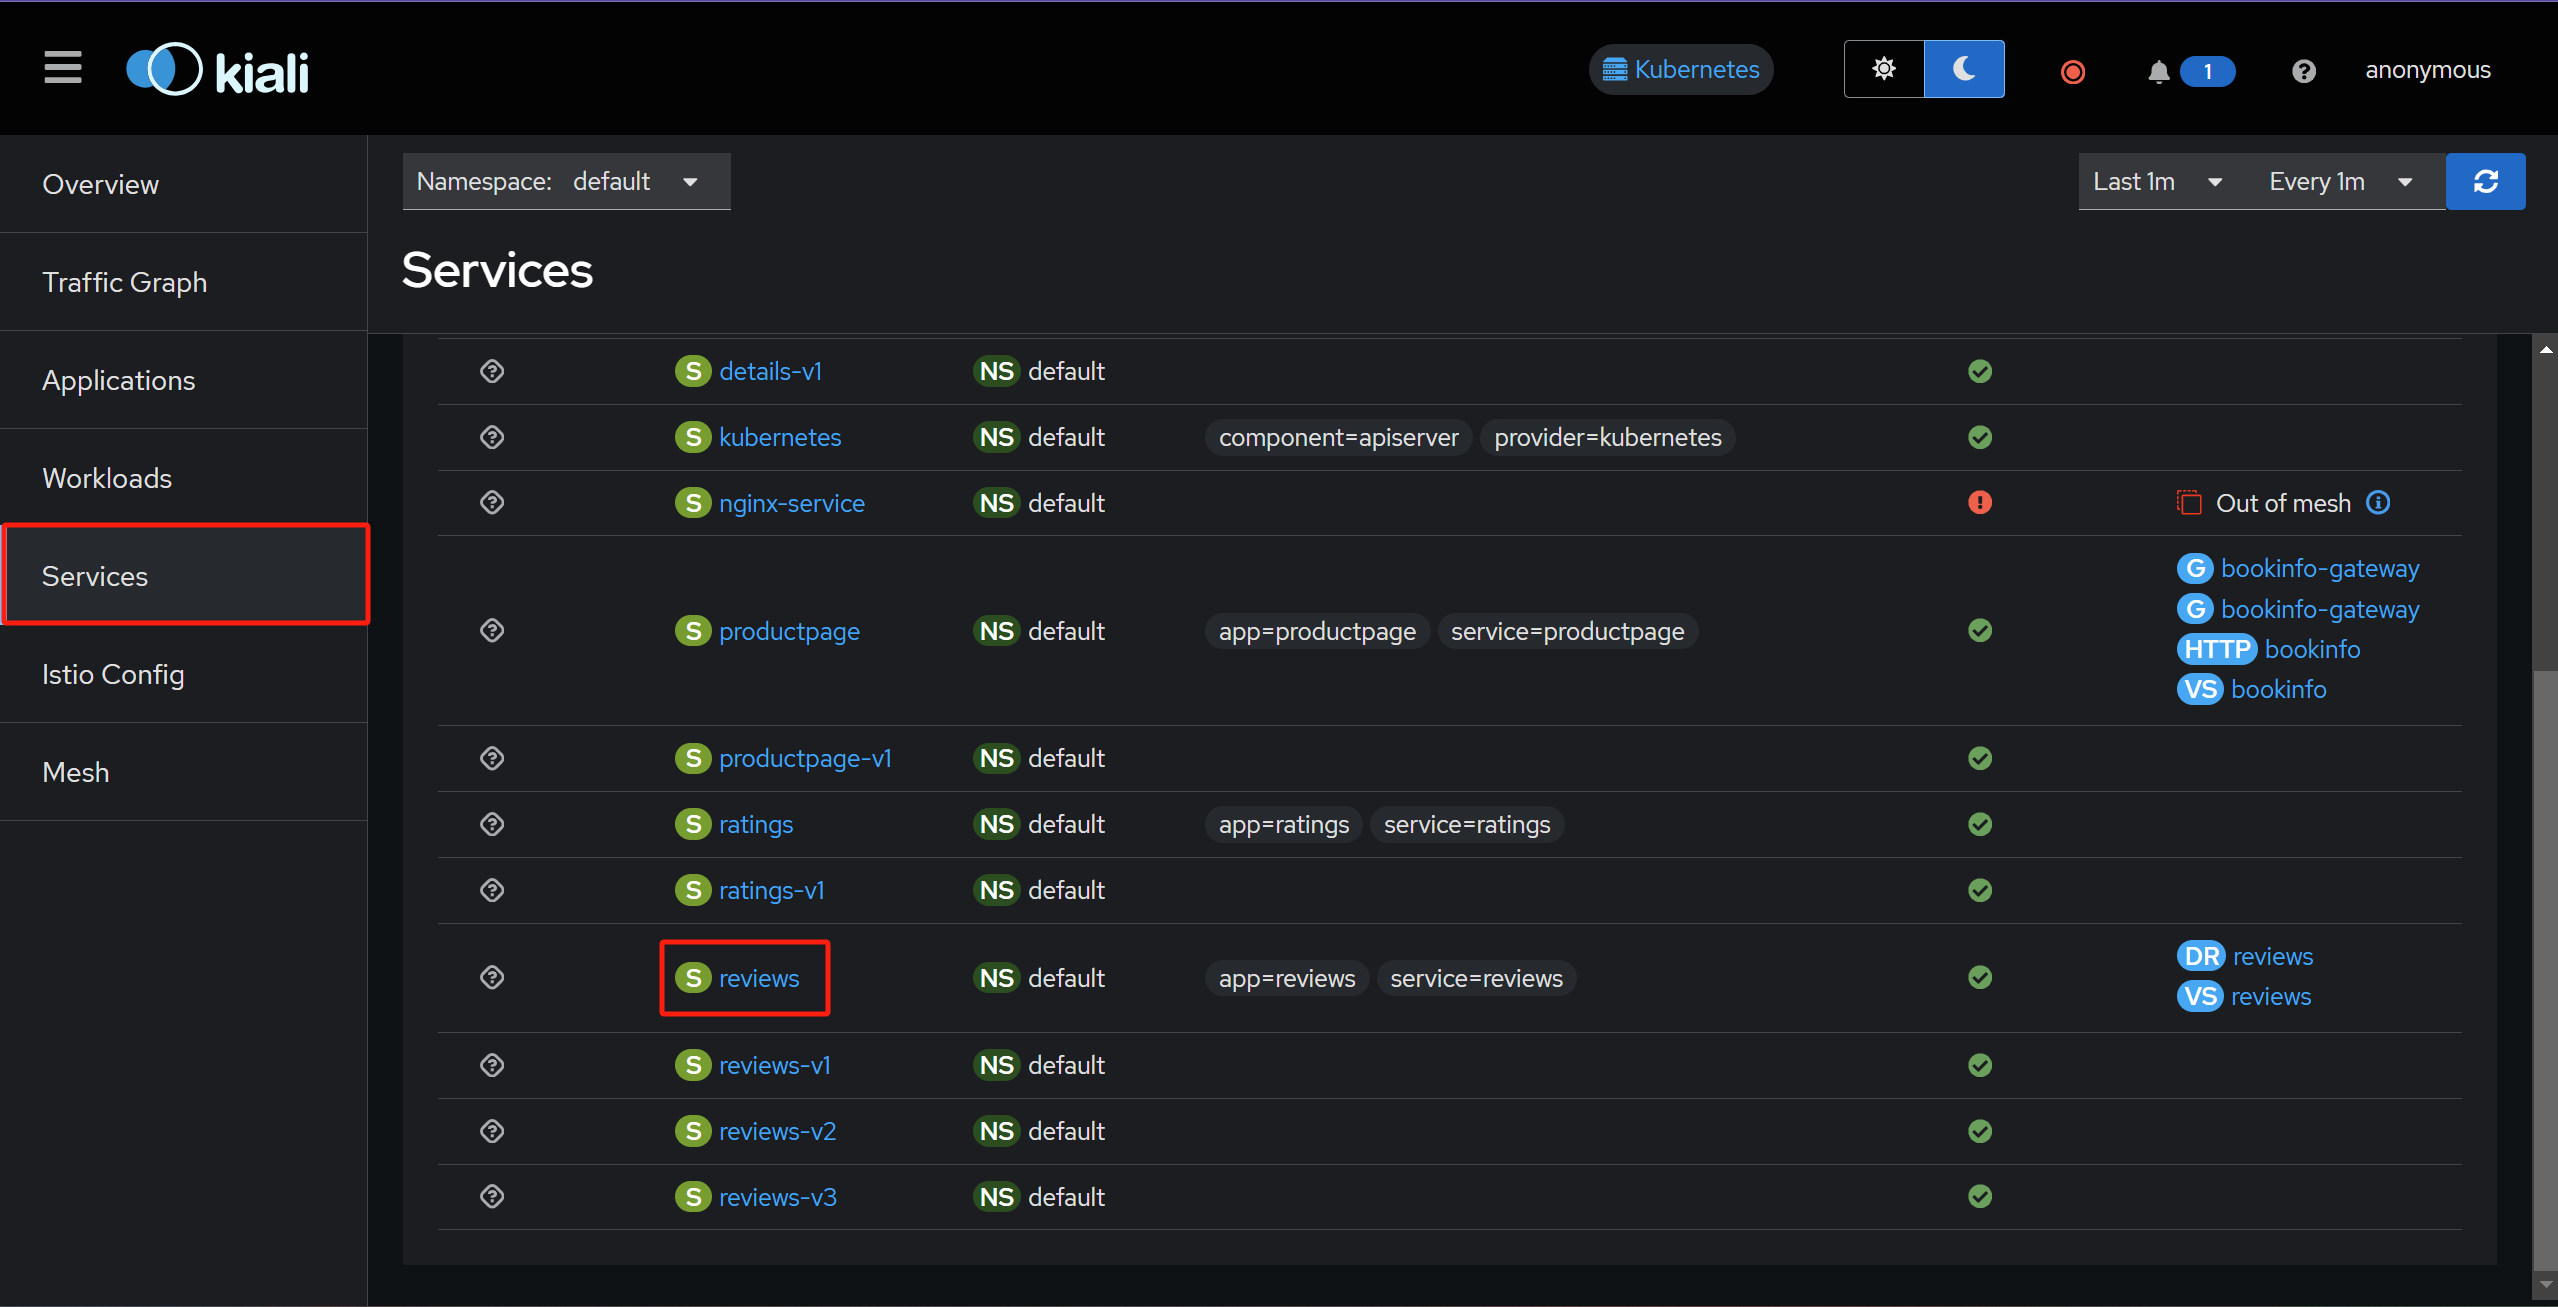 kiali
Kubernetes
1
anonymous
Overview
Traffic Graph
Applications
Workloads
Services
Istio Config
Mesh
Namespace: default
Last 1m
Every 1m
Services
S details-v1 NS default
S kubernetes NS default component=apiserver provider=kubernetes
S nginx-service NS default Out of mesh
S productpage NS default app=productpage service=productpage
G bookinfo-gateway
G bookinfo-gateway
HTTP bookinfo
VS bookinfo
S productpage-v1 NS default
S ratings NS default app=ratings service=ratings
S ratings-v1 NS default
S reviews NS default app=reviews service=reviews
DR reviews
VS reviews
S reviews-v1 NS default
S reviews-v2 NS default
S reviews-v3 NS default